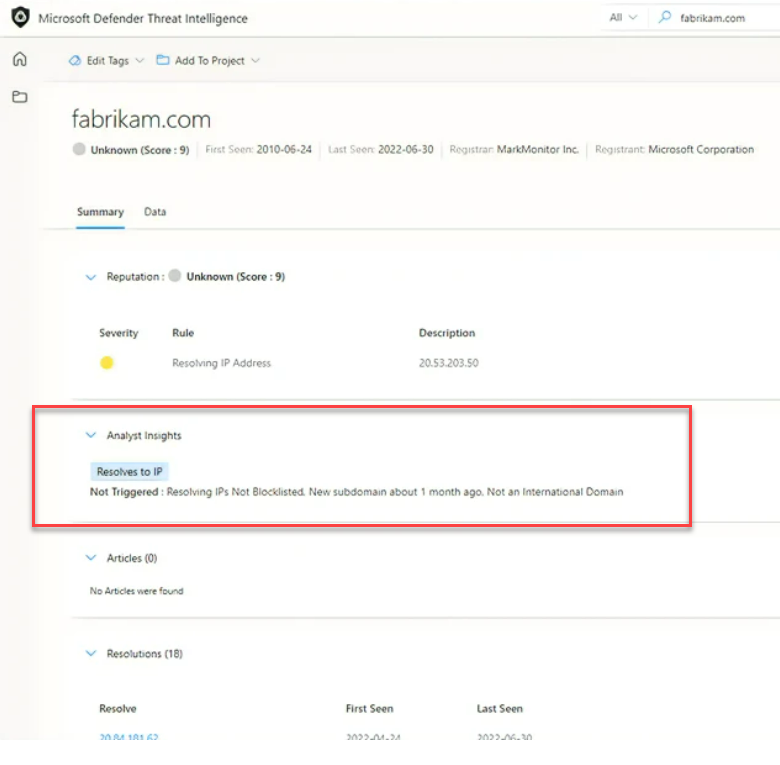 Microsoft Defender Threat Intelligence All fabrikam.com
Edit Tags Add To Project
fabrikam.com
Unknown (Score : 9) First Seen: 2010-06-24 Last Seen: 2022-06-30 Registrar: MarkMonitor Inc. Registrant: Microsoft Corporation
Summary Data
Reputation : Unknown (Score : 9)
Severity Rule Description
Resolving IP Address 20.53.203.50
Analyst Insights
Resolves to IP
Not Triggered : Resolving IPs Not Blocklisted. New subdomain about 1 month ago. Not an International Domain
Articles (0)
No Articles were found
Resolutions (18)
Resolve First Seen Last Seen
20.84.181.62 2022-04-24 2022-06-30